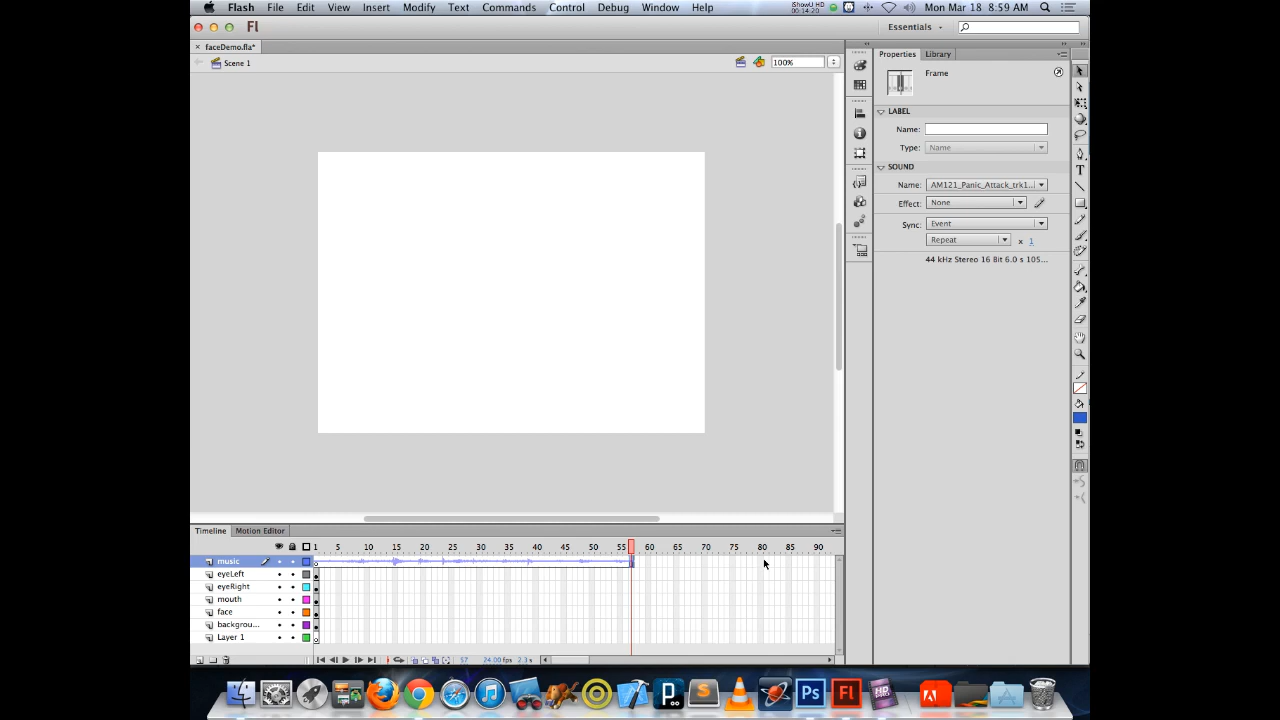 Flash File Edit View Insert Modify Text Commands Control Debug Window Help iShowU HD 00:14:20 Mon Mar 18 8:59 AM
Fl Essentials
faceDemo.fla*
Scene 1 100%
Properties Library
Frame
LABEL
Name:
Type: Name
SOUND
Name: AM121_Panic_Attack_trk1...
Effect: None
Sync: Event
Repeat x 1
44 kHz Stereo 16 Bit 6.0 s 105...
Timeline Motion Editor
1 5 10 15 20 25 30 35 40 45 50 55 60 65 70 75 80 85 90
music
eyeLeft
eyeRight
mouth
face
backgrou...
Layer 1
57 24.00 fps 2.3 s
P S Ps Fl